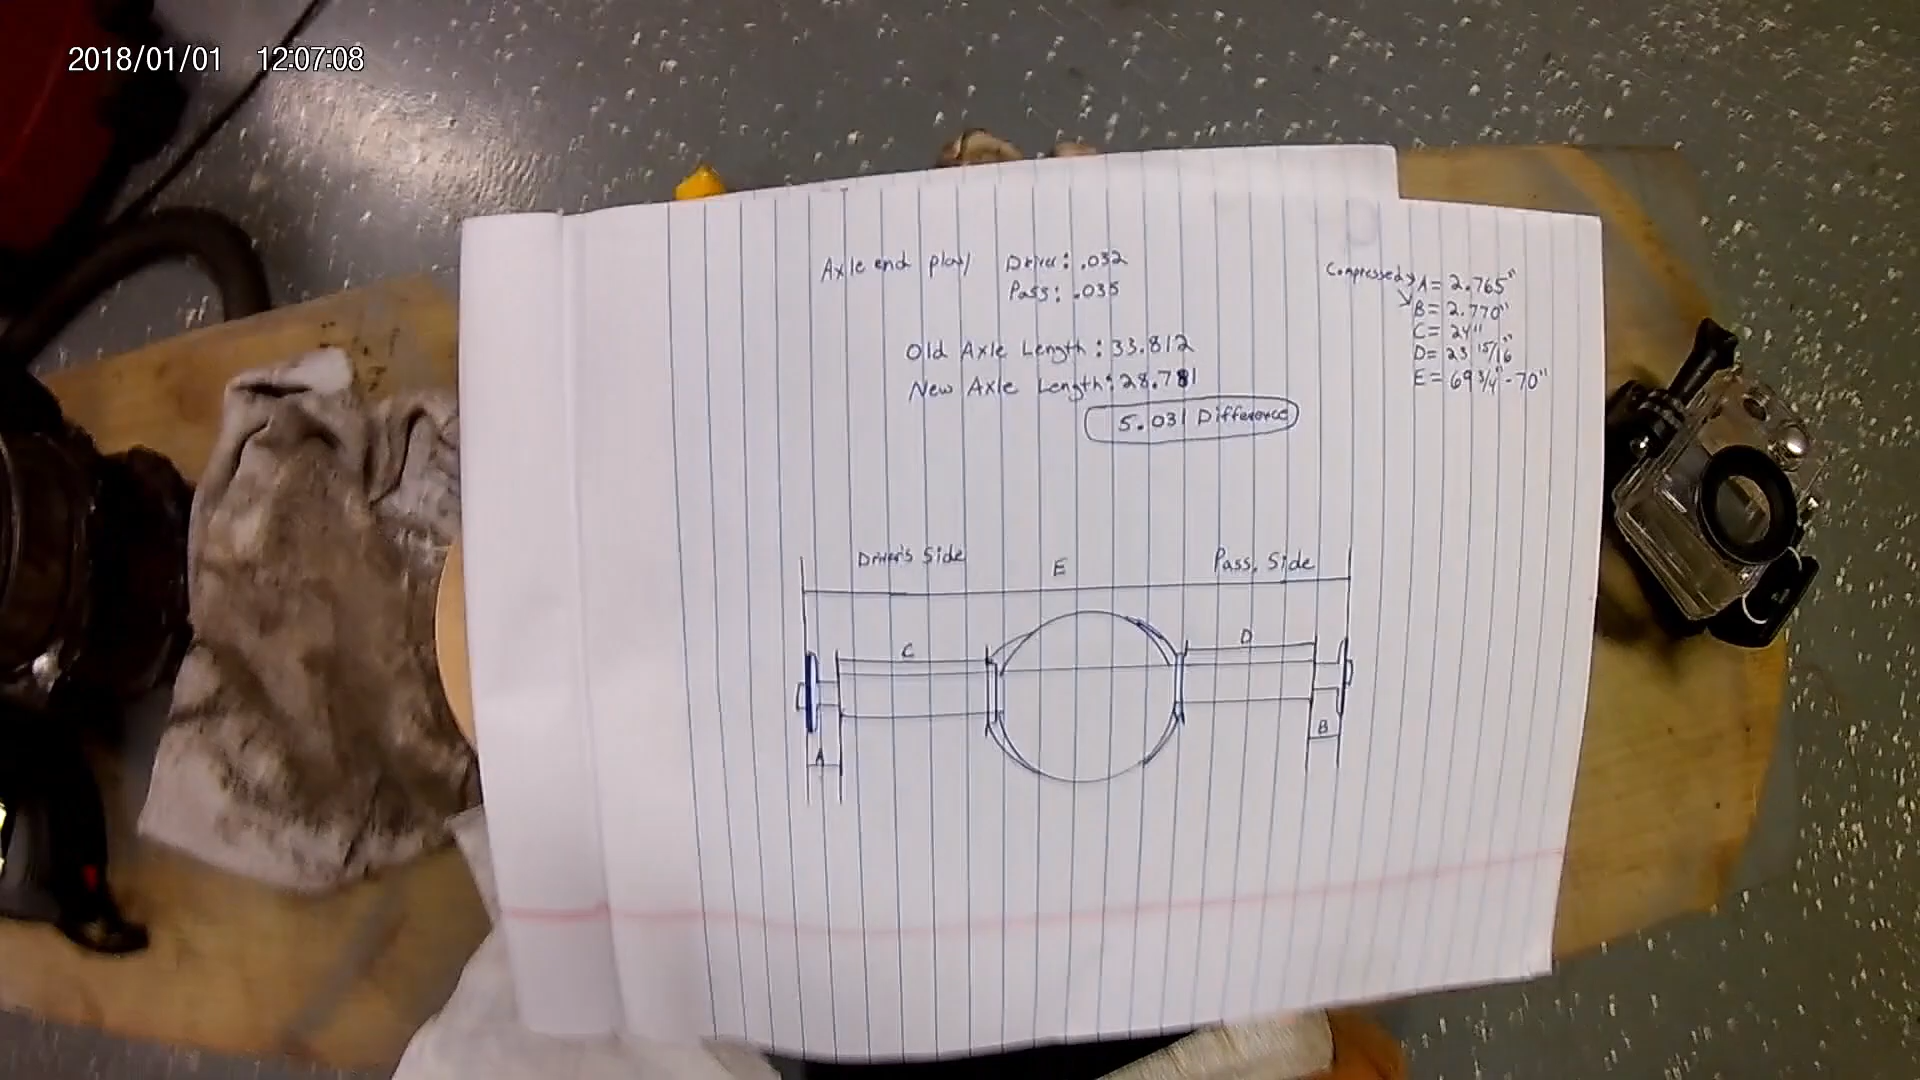 2018/01/01 12:07:08
Axle end play Driver: .032
Pass: .035
Old Axle Length: 33.812
New Axle Length: 28.781
5.031 Difference
Compressed A= 2.765"
B= 2.770"
C= 24"
D= 23 15/16"
E= 69 3/4" - 70"
Driver's Side E Pass. Side
C D
A B